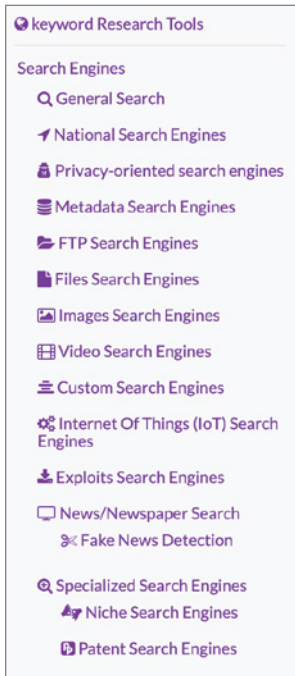 keyword Research Tools
Search Engines
General Search
National Search Engines
Privacy-oriented search engines
Metadata Search Engines
FTP Search Engines
Files Search Engines
Images Search Engines
Video Search Engines
Custom Search Engines
Internet Of Things (IoT) Search
Engines
Exploits Search Engines
News/Newspaper Search
Fake News Detection
Specialized Search Engines
Niche Search Engines
Patent Search Engines